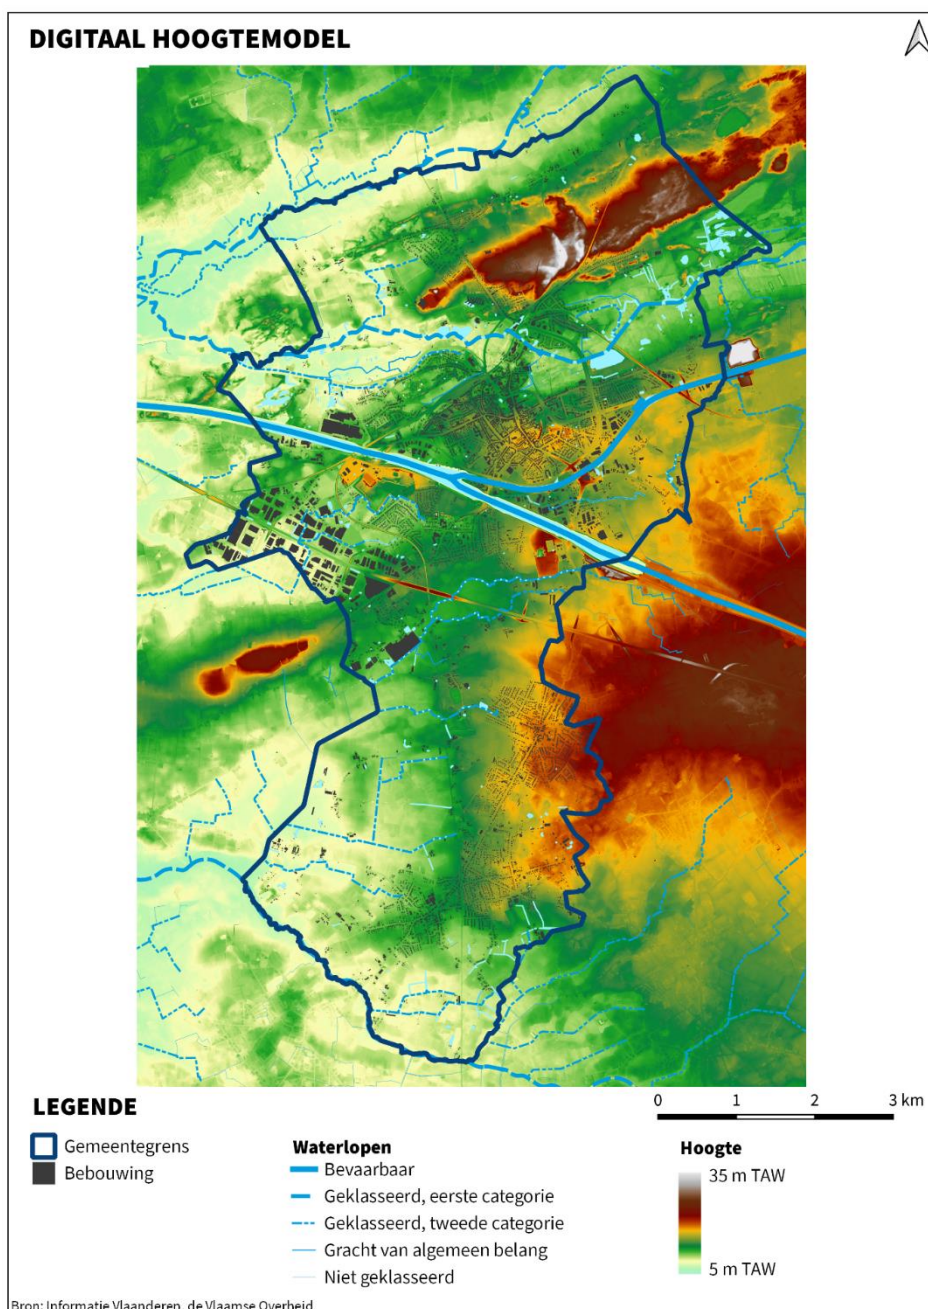 DIGITAAL HOOGTEMODEL
0 1 2 3 km
LEGENDE
Gemeentegrens
Bebouwing
Waterlopen
Bevaarbaar
Geklasseerd, eerste categorie
Geklasseerd, tweede categorie
Gracht van algemeen belang
Niet geklasseerd
Hoogte
35 m TAW
5 m TAW
Bron: Informatie Vlaanderen, de Vlaamse Overheid